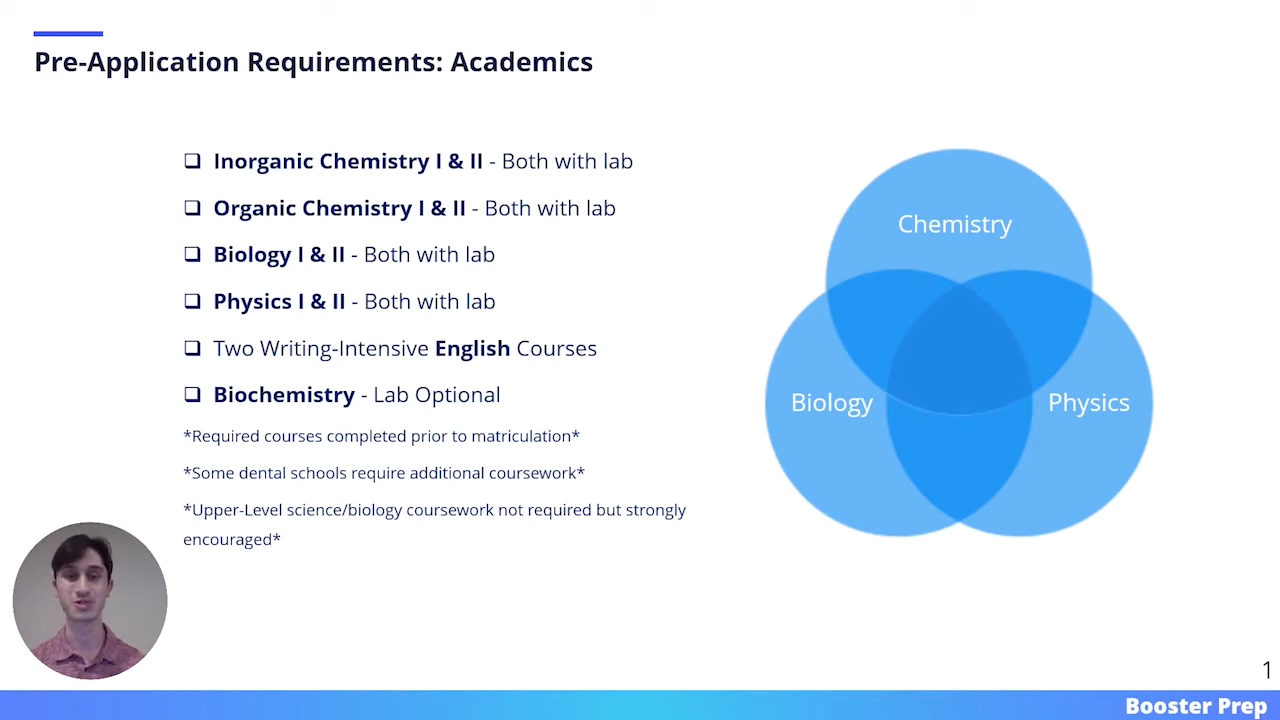 Pre-Application Requirements: Academics
❑ Inorganic Chemistry I & II - Both with lab
❑ Organic Chemistry I & II - Both with lab
❑ Biology I & II - Both with lab
❑ Physics I & II - Both with lab
❑ Two Writing-Intensive English Courses
❑ Biochemistry - Lab Optional
*Required courses completed prior to matriculation*
*Some dental schools require additional coursework*
*Upper-Level science/biology coursework not required but strongly
encouraged*
Chemistry
Biology
Physics
1
Booster Prep